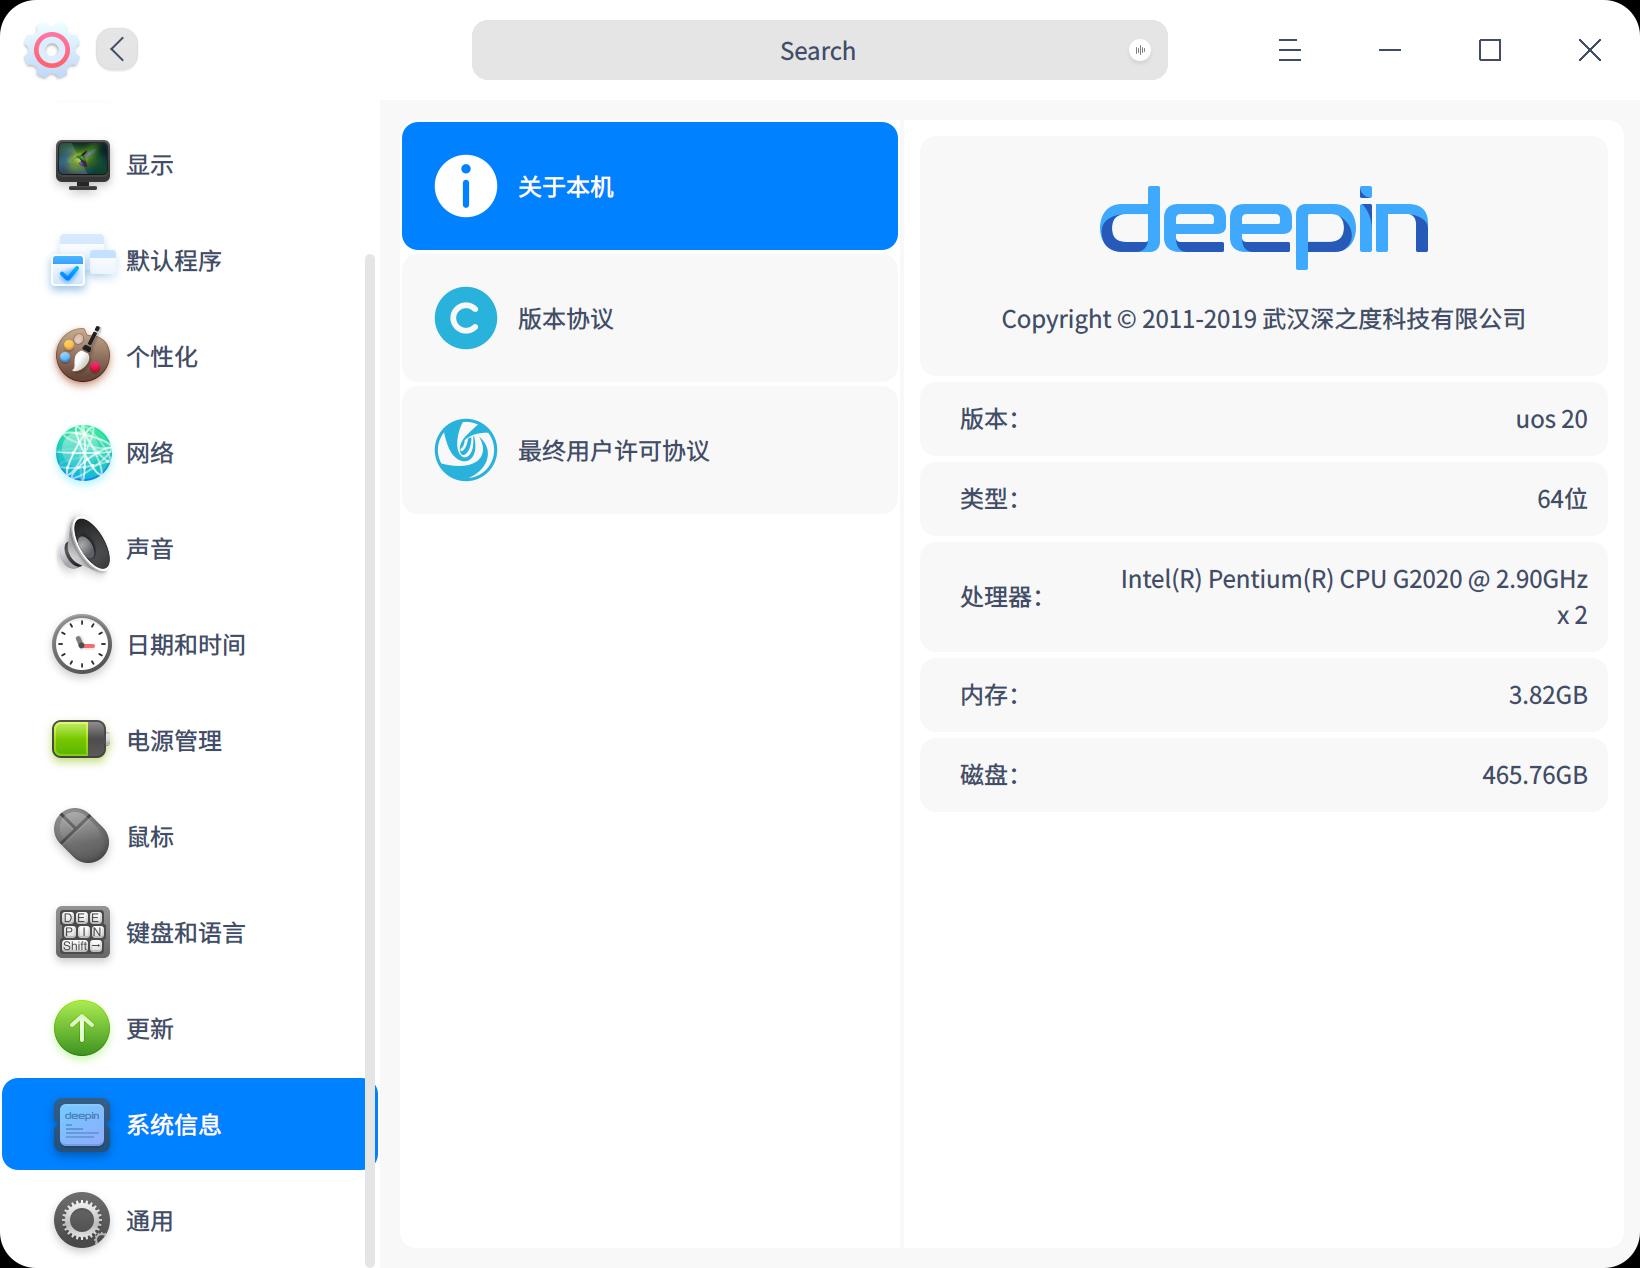 Search
显示
默认程序
个性化
网络
声音
日期和时间
电源管理
鼠标
D E E
P I N
Shift →
键盘和语言
更新
deepin
系统信息
通用
关于本机
版本协议
最终用户许可协议
deepin
Copyright © 2011-2019 武汉深之度科技有限公司
版本： uos 20
类型： 64位
处理器： Intel(R) Pentium(R) CPU G2020 @ 2.90GHz
x 2
内存： 3.82GB
磁盘： 465.76GB